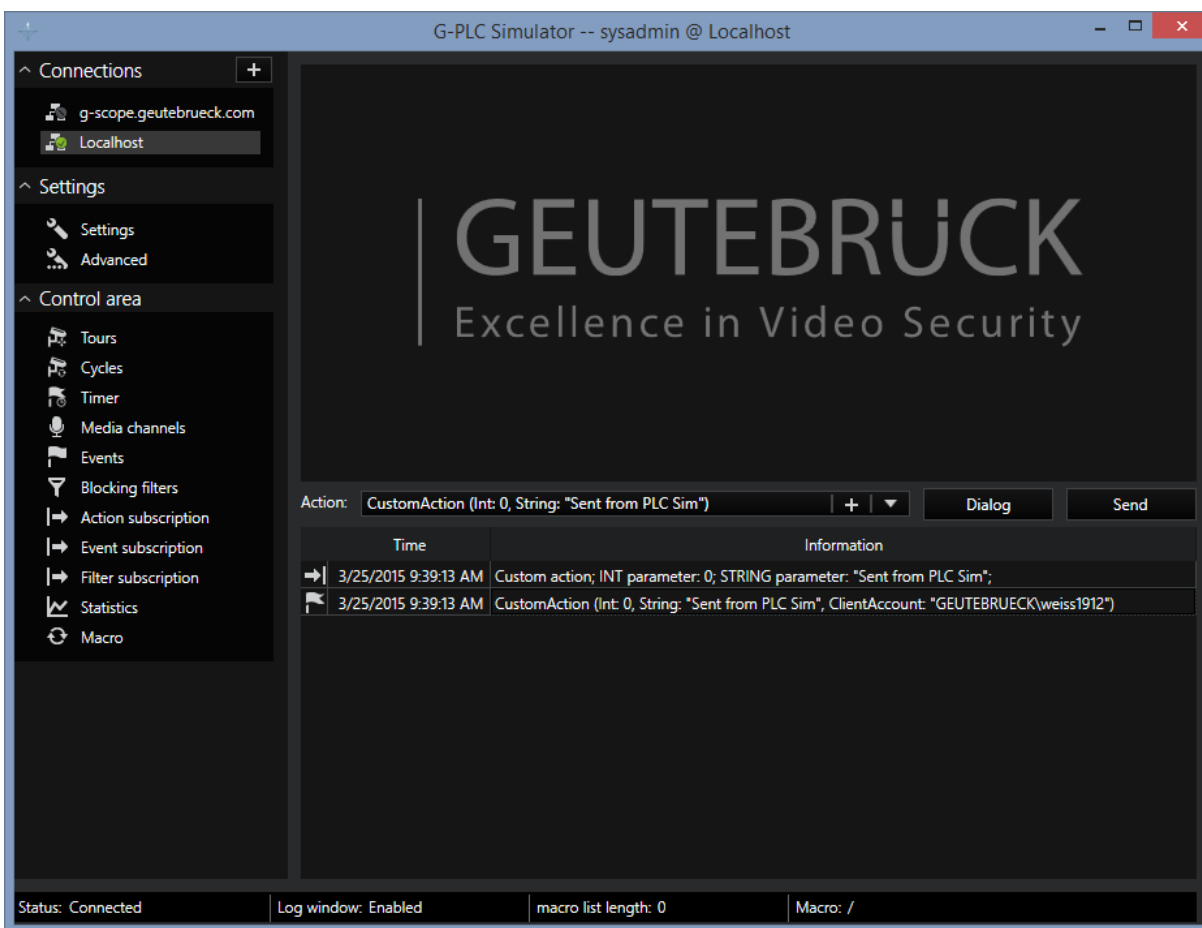 G-PLC Simulator -- sysadmin @ Localhost
Connections
g-scope.geutebrueck.com
Localhost
Settings
Settings
Advanced
Control area
Tours
Cycles
Timer
Media channels
Events
Blocking filters
Action subscription
Event subscription
Filter subscription
Statistics
Macro
GEUTEBRÜCK
Excellence in Video Security
Action: CustomAction (Int: 0, String: "Sent from PLC Sim") Dialog Send
Time Information
3/25/2015 9:39:13 AM Custom action; INT parameter: 0; STRING parameter: "Sent from PLC Sim";
3/25/2015 9:39:13 AM CustomAction (Int: 0, String: "Sent from PLC Sim", ClientAccount: "GEUTEBRUECK\weiss1912")
Status: Connected Log window: Enabled macro list length: 0 Macro: /